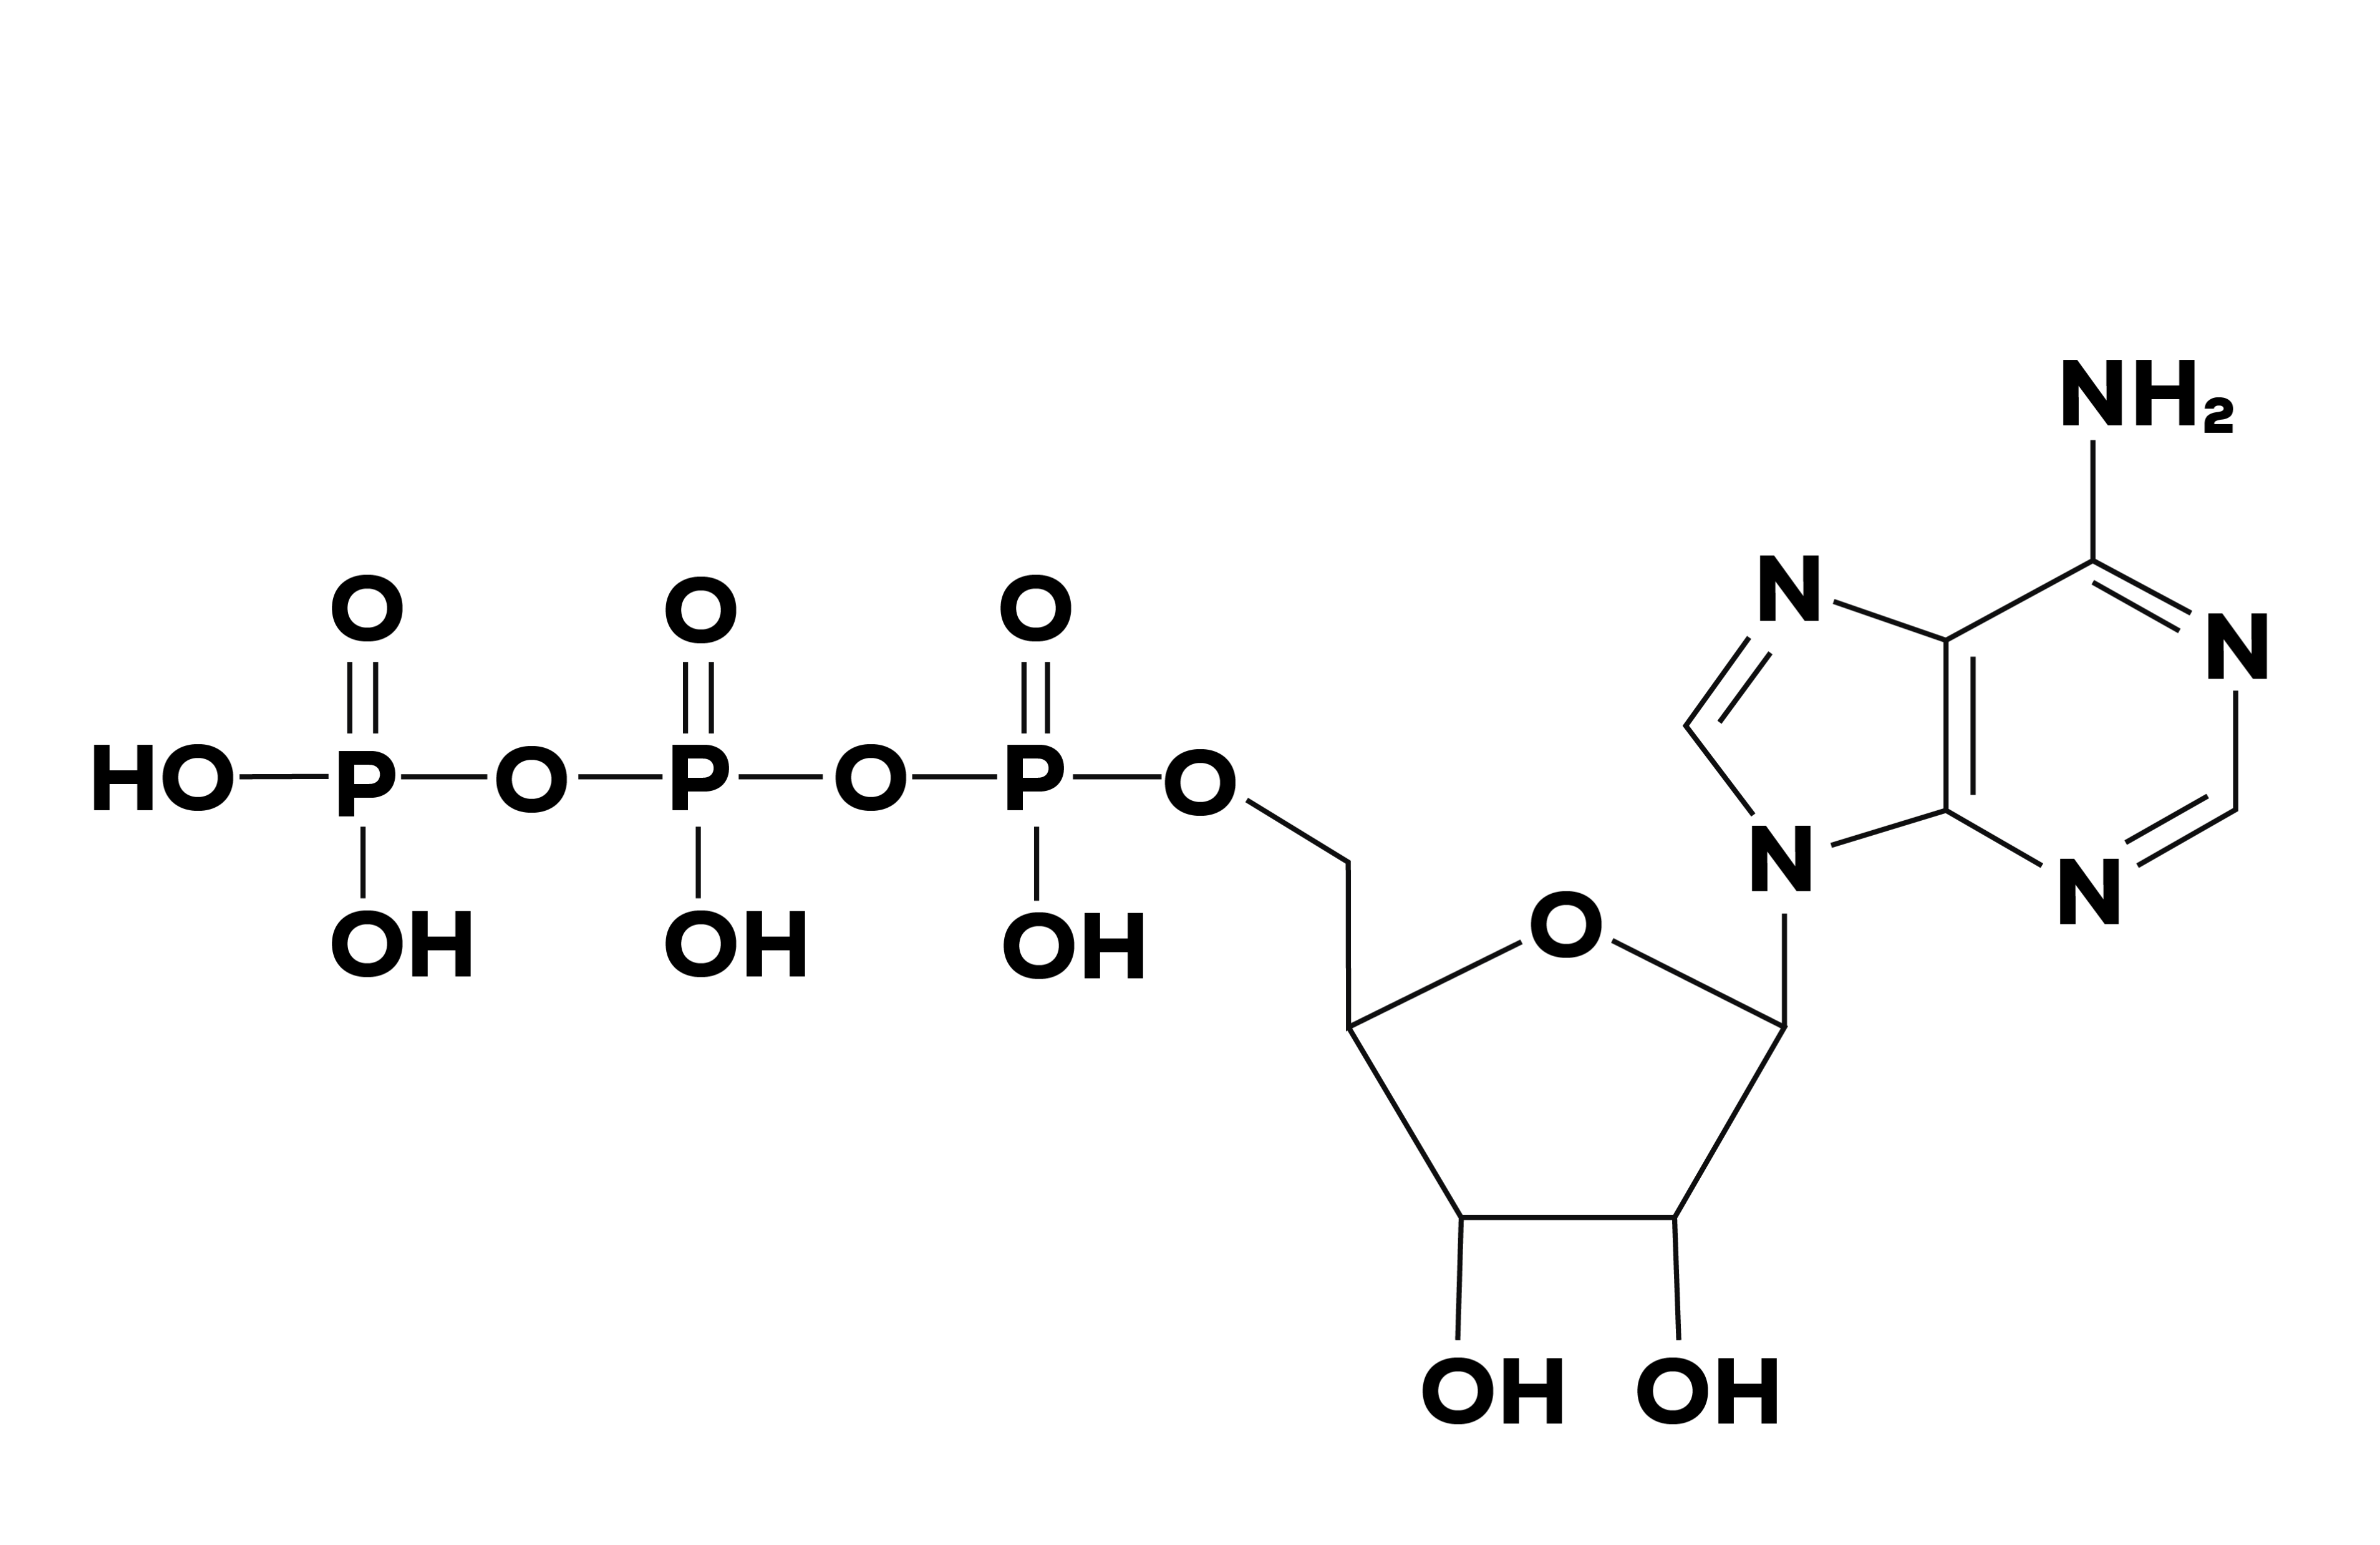 NH₂
N
O O O
N
HO P O P O P O
N
N
O
OH OH OH
OH OH